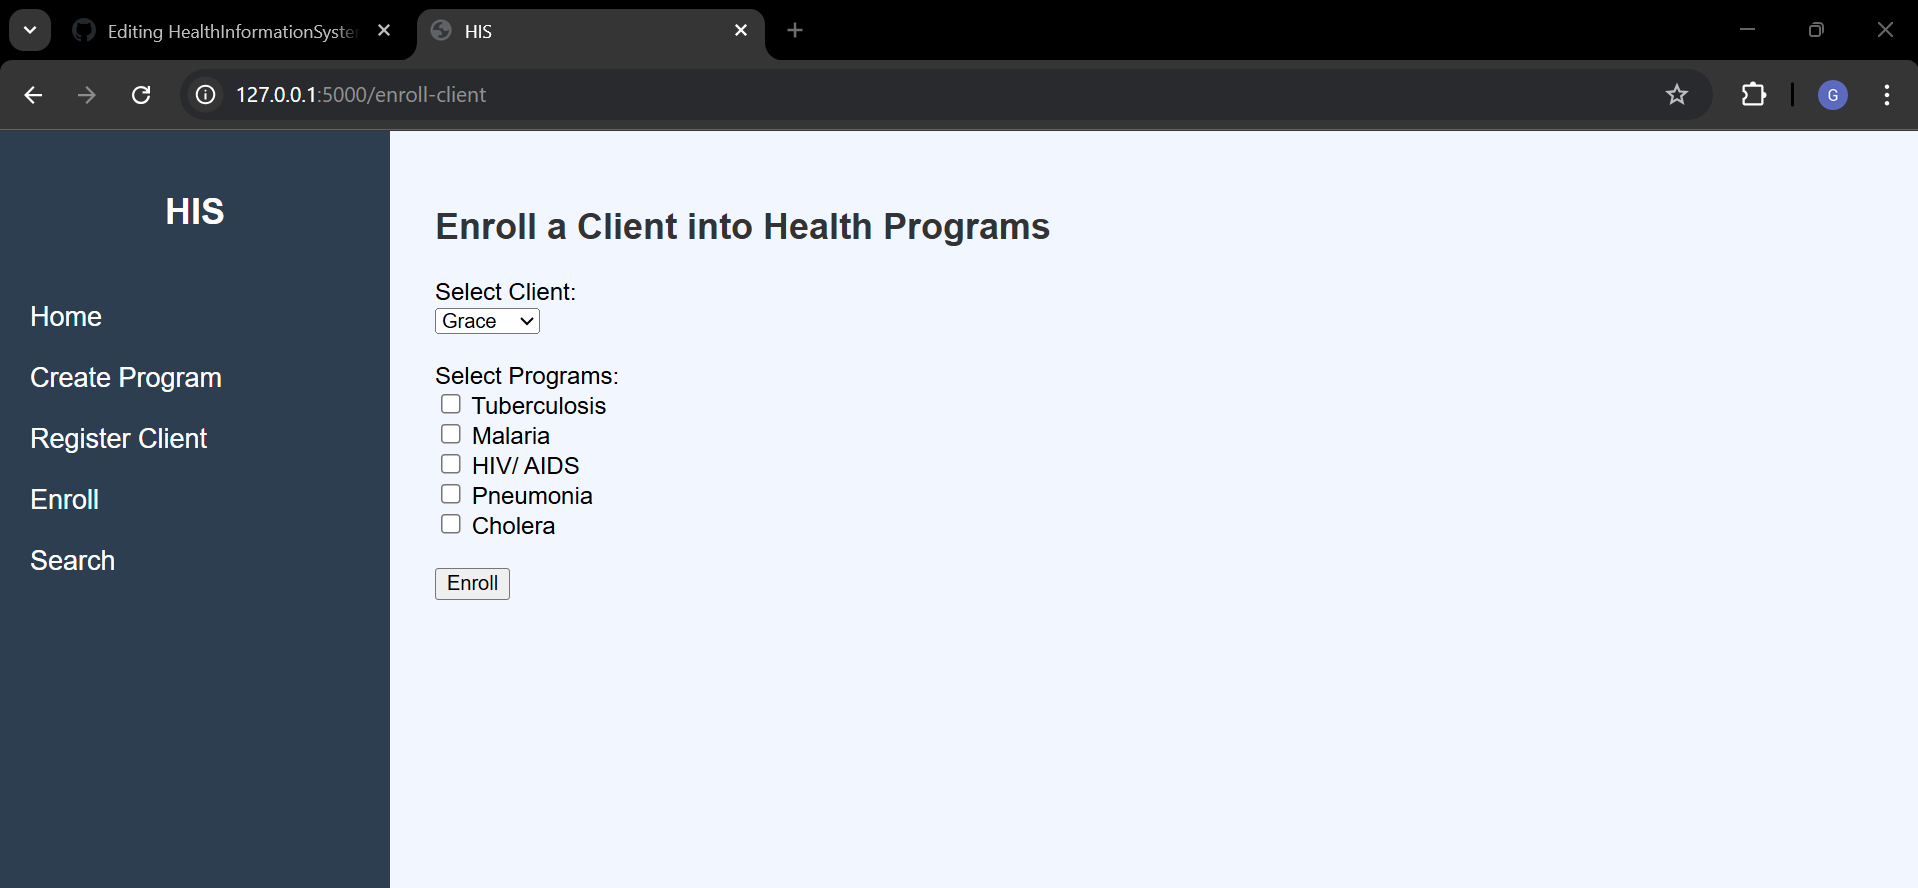 Editing HealthInformationSyste
HIS
127.0.0.1:5000/enroll-client
G
HIS
Home
Create Program
Register Client
Enroll
Search
Enroll a Client into Health Programs
Select Client:
Grace
Select Programs:
Tuberculosis
Malaria
HIV/ AIDS
Pneumonia
Cholera
Enroll